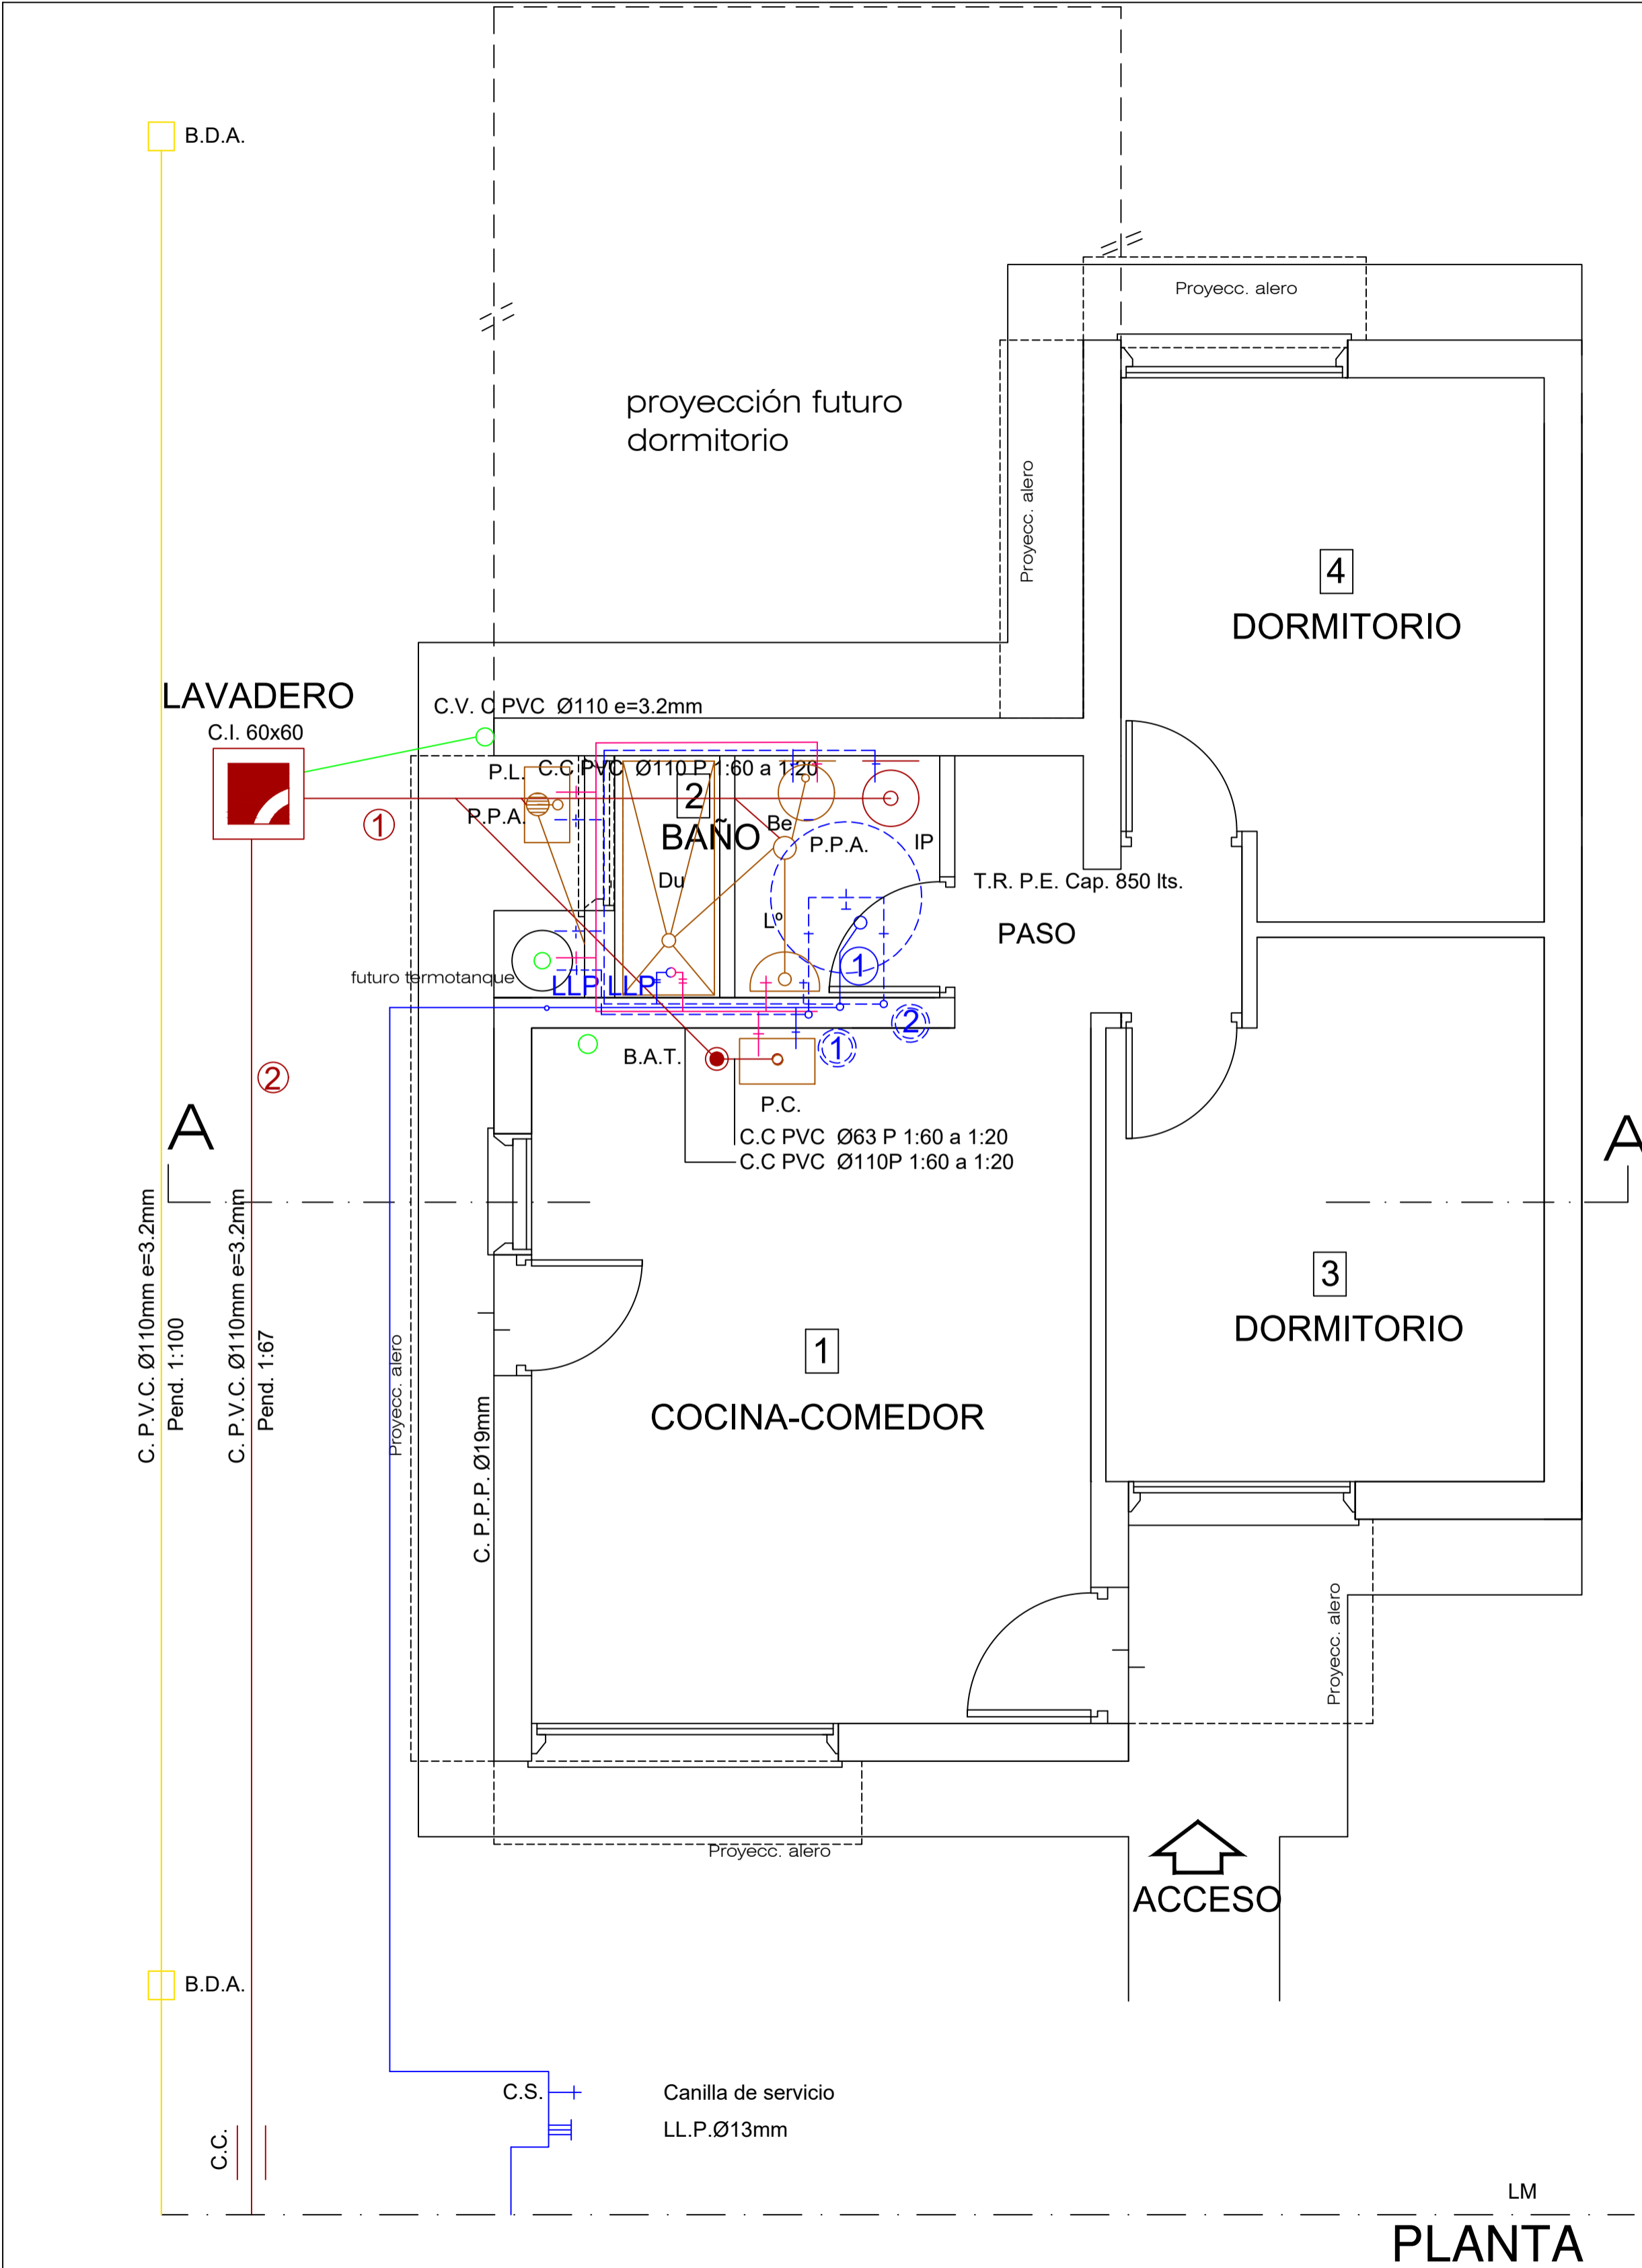 B.D.A.
Proyecc. alero
proyección futuro
dormitorio
Proyecc. alero
4
DORMITORIO
LAVADERO
C.I. 60x60
C.V. C PVC Ø110 e=3.2mm
P.L.
C.C PVC Ø110 P 1:60 a 1:20
2
BAÑO
P.P.A.
1
Be
P.P.A.
IP
Du
T.R. P.E. Cap. 850 lts.
Lº
PASO
1
futuro termotanque
LLP LLP
2
1
B.A.T.
2
P.C.
C.C PVC Ø63 P 1:60 a 1:20
C.C PVC Ø110P 1:60 a 1:20
A
A
C. P.V.C. Ø110mm e=3.2mm
Pend. 1:100
C. P.V.C. Ø110mm e=3.2mm
Pend. 1:67
3
DORMITORIO
1
COCINA-COMEDOR
Proyecc. alero
C. P.P.P. Ø19mm
Proyecc. alero
Proyecc. alero
ACCESO
B.D.A.
C.S.
Canilla de servicio
LL.P.Ø13mm
C.C.
LM
PLANTA